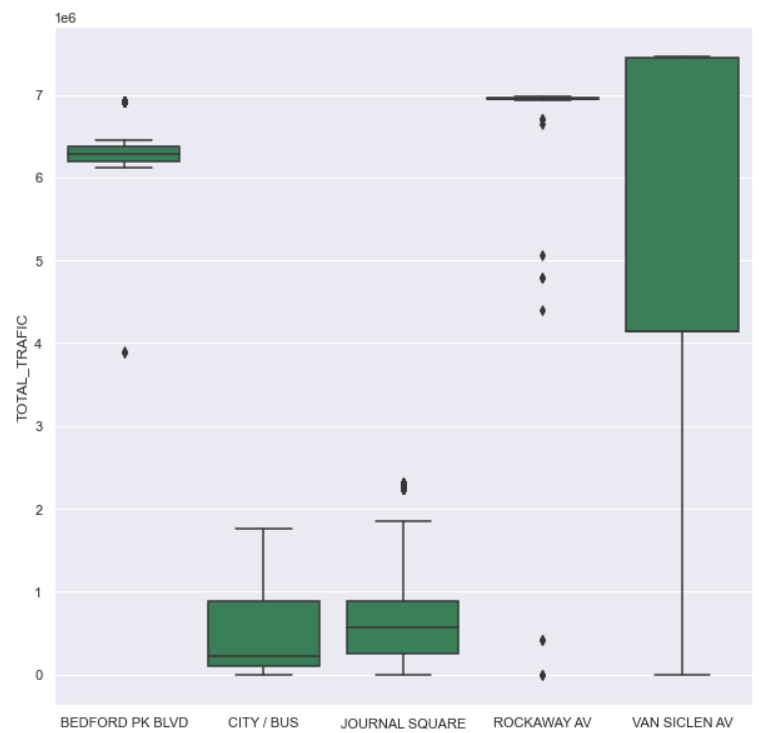 1e6
7
6
5
4
3
2
1
0
TOTAL_TRAFIC
BEDFORD PK BLVD CITY / BUS JOURNAL SQUARE ROCKAWAY AV VAN SICLEN AV